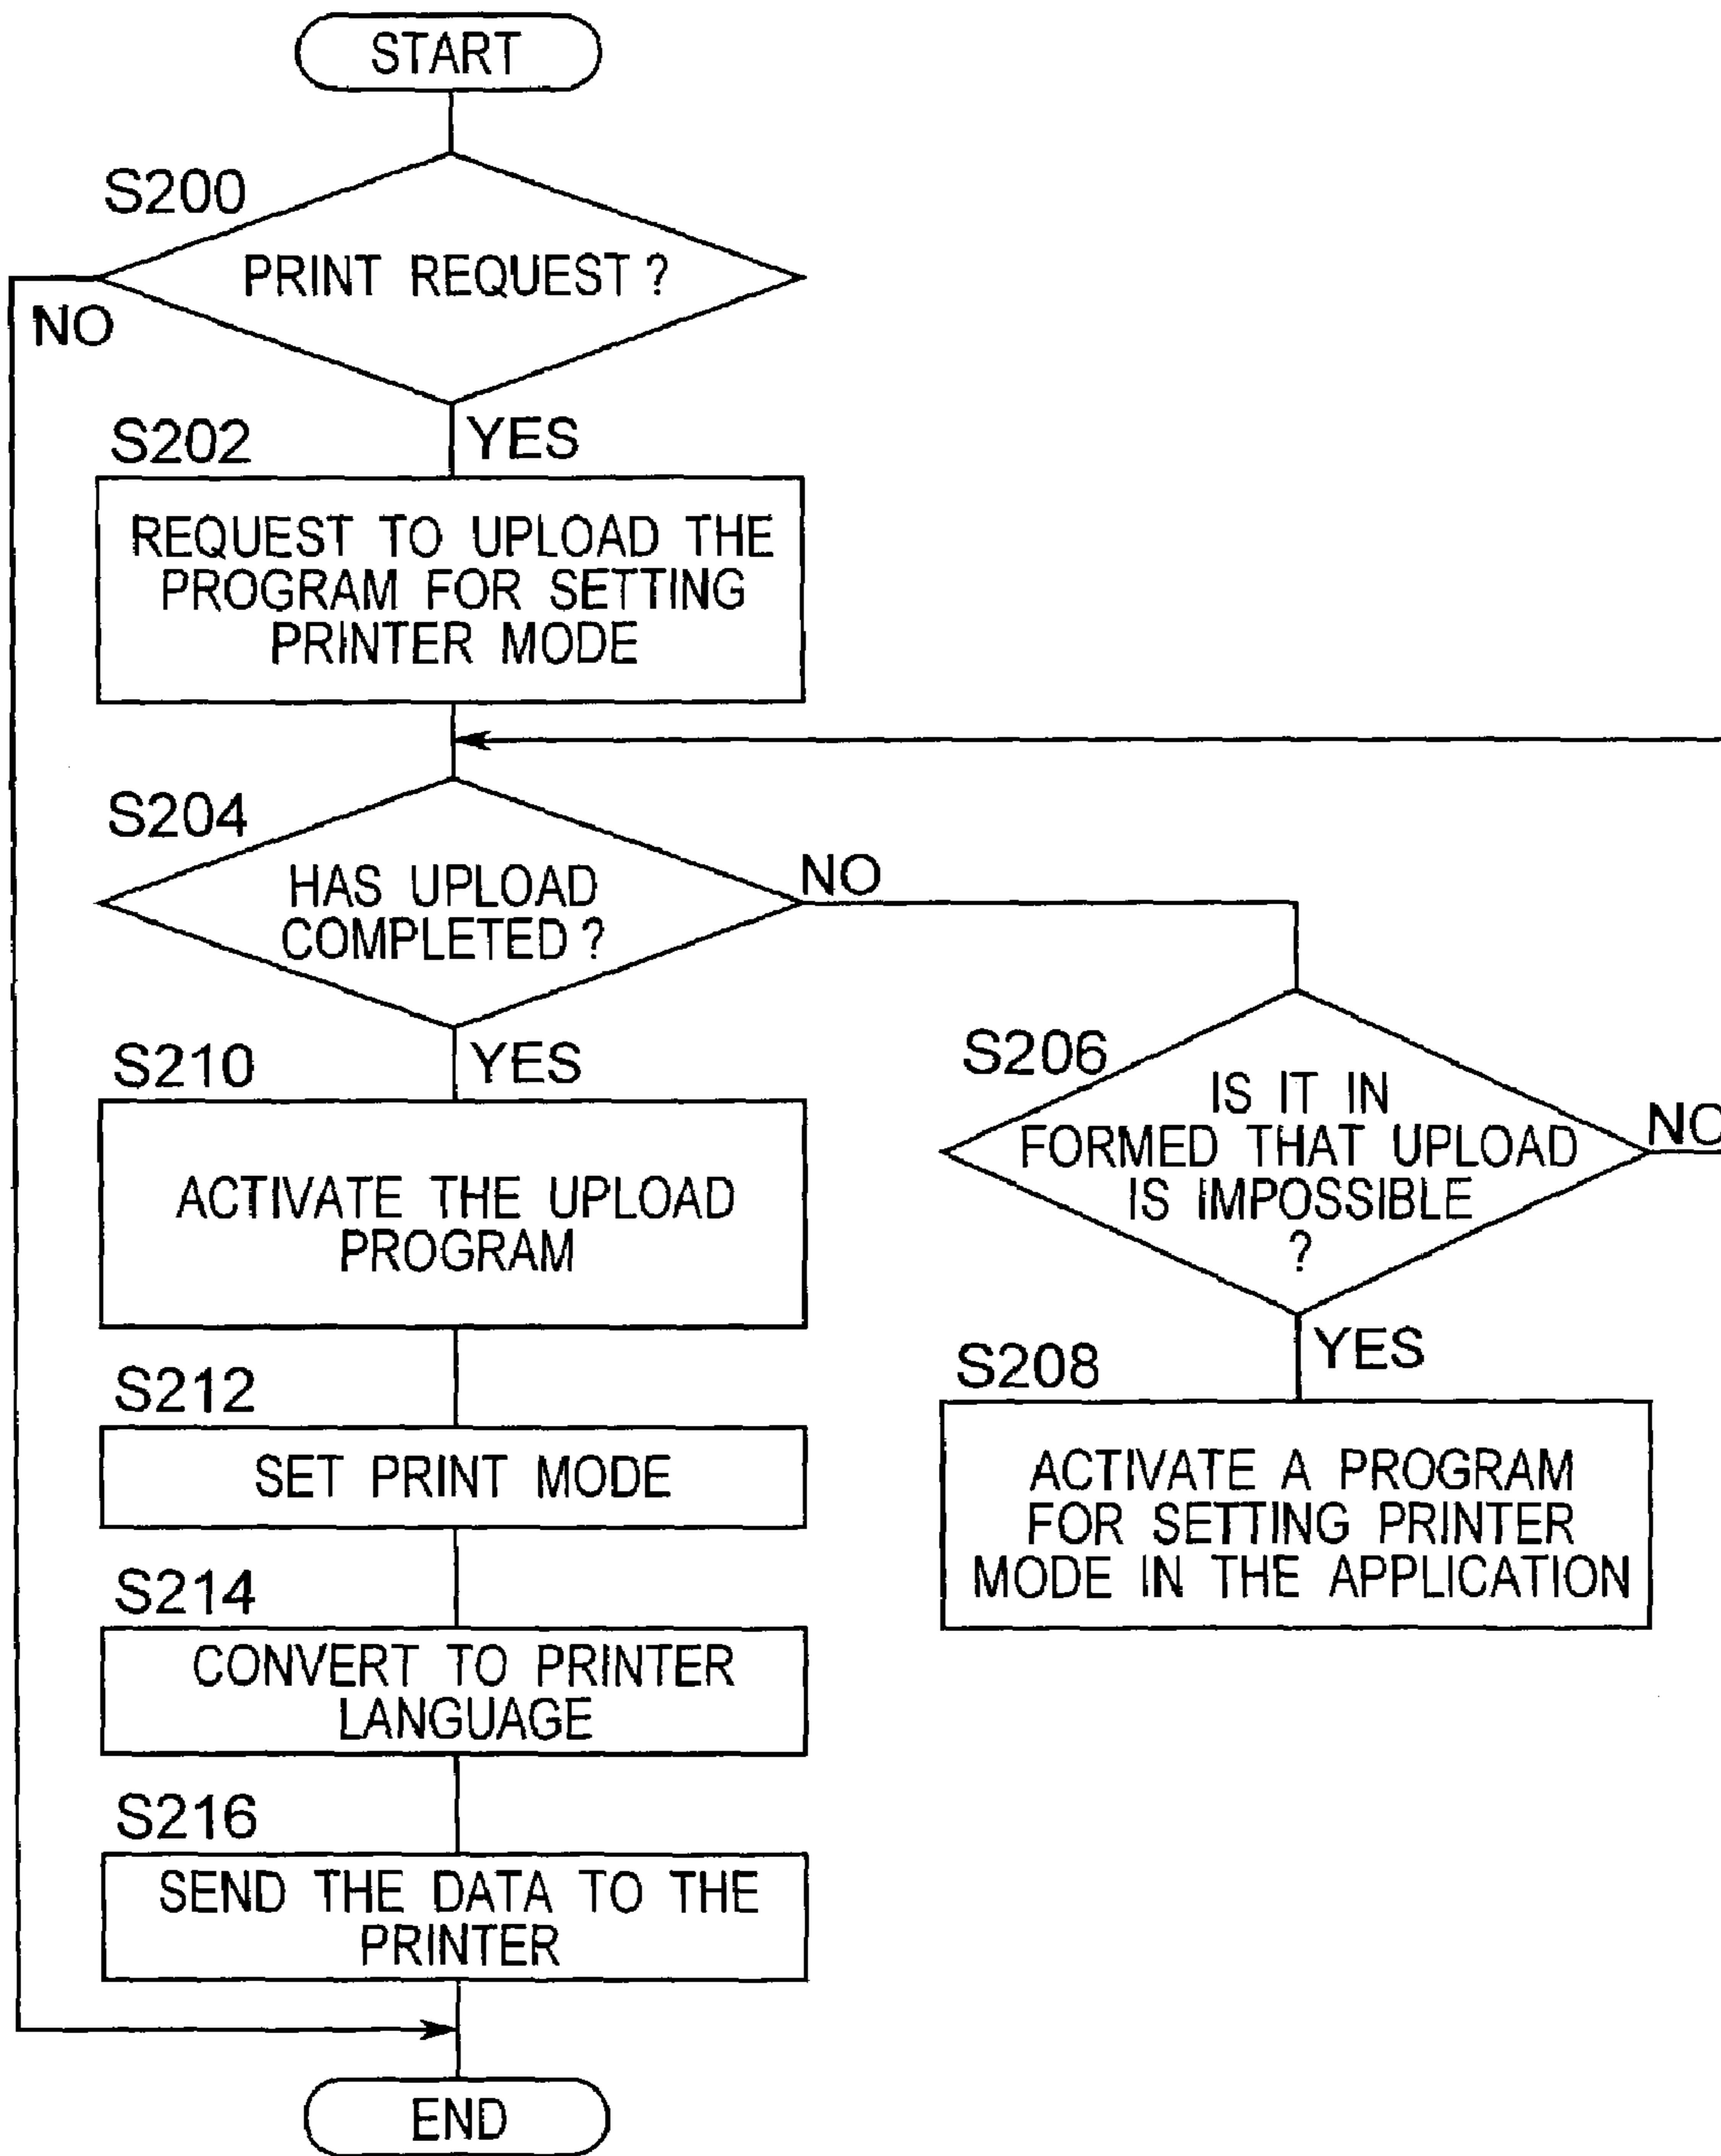 START
S200
PRINT REQUEST ?
NO
YES
S202
REQUEST TO UPLOAD THE
PROGRAM FOR SETTING
PRINTER MODE
S204
HAS UPLOAD
COMPLETED ?
NO
YES
S206
IS IT IN
FORMED THAT UPLOAD
IS IMPOSSIBLE
?
NO
YES
S208
ACTIVATE A PROGRAM
FOR SETTING PRINTER
MODE IN THE APPLICATION
S210
ACTIVATE THE UPLOAD
PROGRAM
S212
SET PRINT MODE
S214
CONVERT TO PRINTER
LANGUAGE
S216
SEND THE DATA TO THE
PRINTER
END